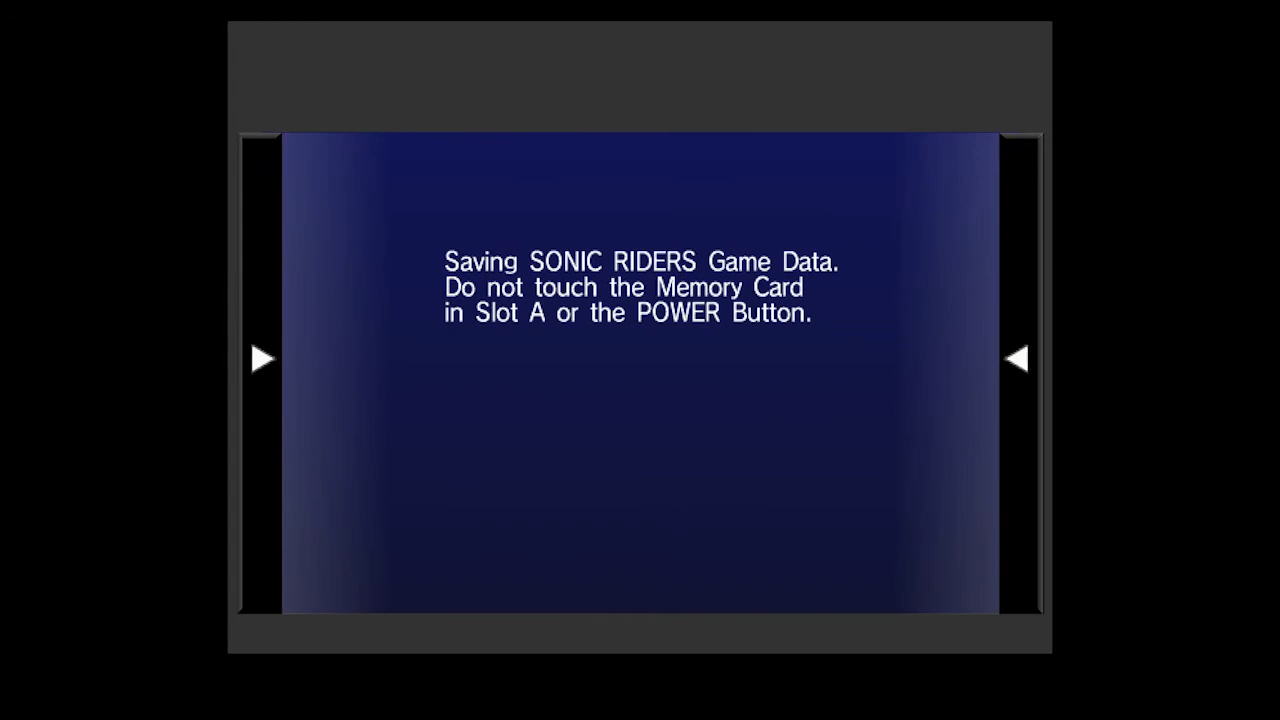 Saving SONIC RIDERS Game Data.
Do not touch the Memory Card
in Slot A or the POWER Button.